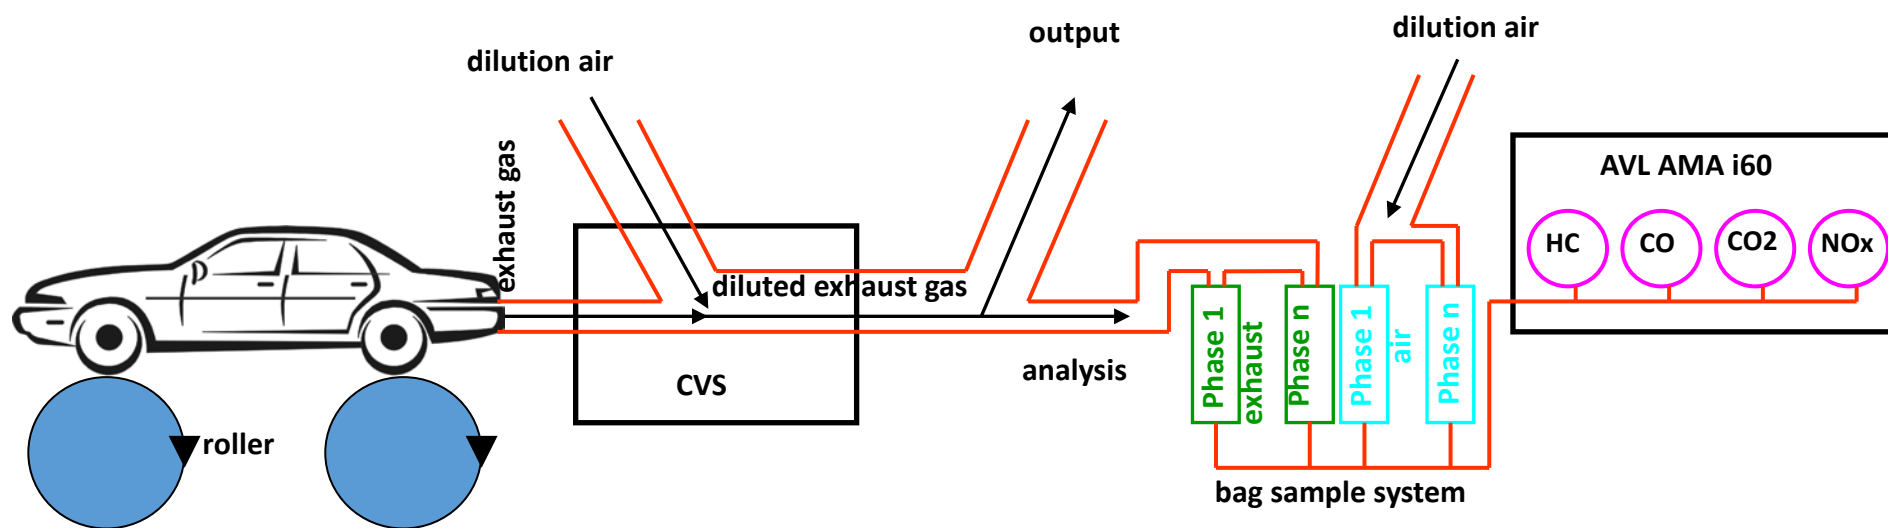 dilution air
output
dilution air
exhaust gas
AVL AMA i60
HC
CO
CO2
NOx
diluted exhaust gas
CVS
analysis
Phase 1
exhaust
Phase n
Phase 1
air
Phase n
roller
bag sample system